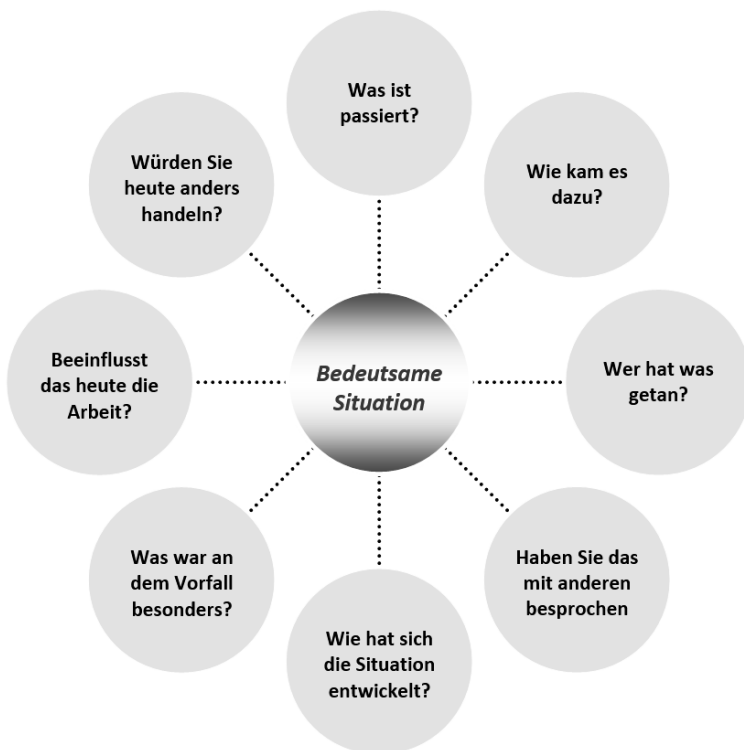 Was ist
passiert?
Wie kam es
dazu?
Wer hat was
getan?
Haben Sie das
mit anderen
besprochen
Wie hat sich
die Situation
entwickelt?
Was war an
dem Vorfall
besonders?
Beeinflusst
das heute die
Arbeit?
Würden Sie
heute anders
handeln?
Bedeutsame
Situation